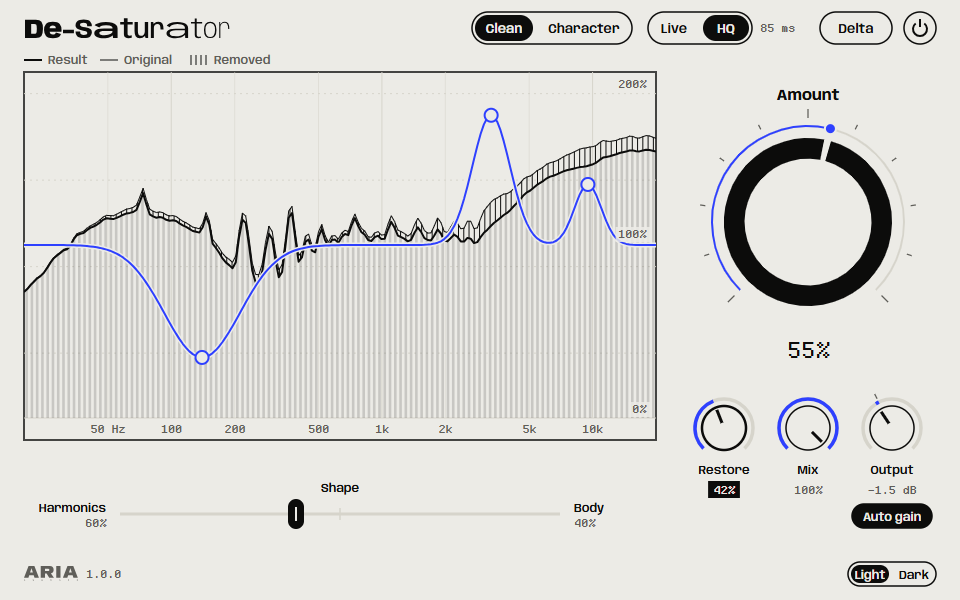 De-Saturator
Clean Character
Live HQ 85 ms
Delta
Result Original Removed
200%
100%
0%
50 Hz 100 200 500 1k 2k 5k 10k
Amount
55%
Restore Mix Output
42% 100% -1.5 dB
Auto gain
Shape
Harmonics Body
60% 40%
ARIA 1.0.0
Light Dark